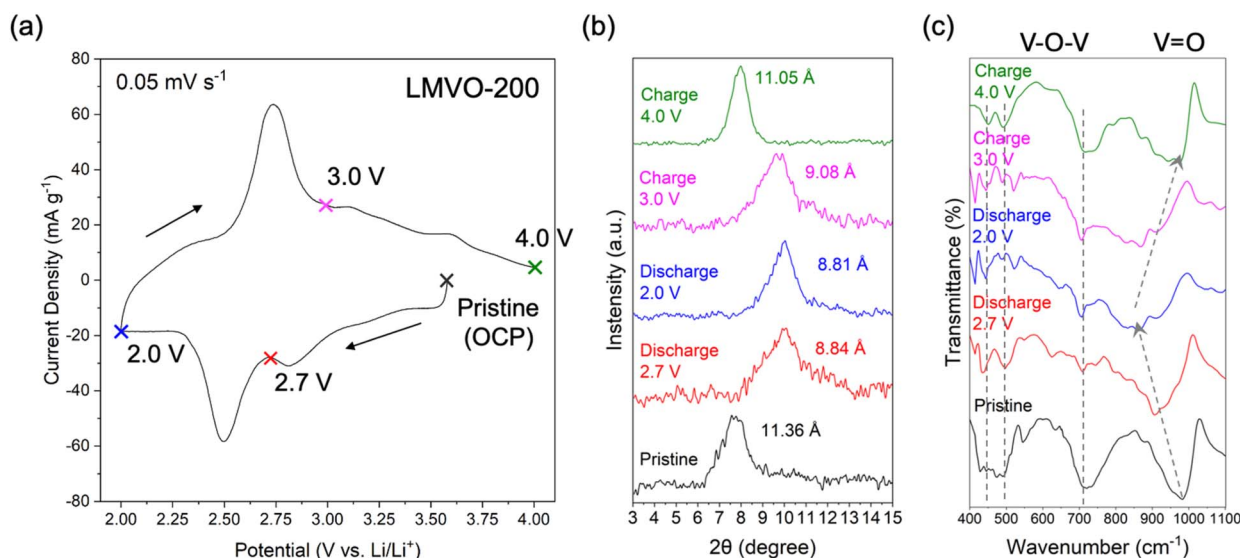 (a)
80
60
40
20
0
-20
-40
-60
-80
Current Density (mA g⁻¹)
0.05 mV s⁻¹
LMVO-200
3.0 V
4.0 V
Pristine
(OCP)
2.0 V
2.7 V
2.00 2.25 2.50 2.75 3.00 3.25 3.50 3.75 4.00
Potential (V vs. Li/Li⁺)
(b)
Instensity (a.u.)
Charge
4.0 V
11.05 Å
Charge
3.0 V
9.08 Å
Discharge
2.0 V
8.81 Å
Discharge
2.7 V
8.84 Å
Pristine
11.36 Å
3 4 5 6 7 8 9 10 11 12 13 14 15
2θ (degree)
(c)
V-O-V V=O
Transmittance (%)
Charge
4.0 V
Charge
3.0 V
Discharge
2.0 V
Discharge
2.7 V
Pristine
400 500 600 700 800 900 1000 1100
Wavenumber (cm⁻¹)